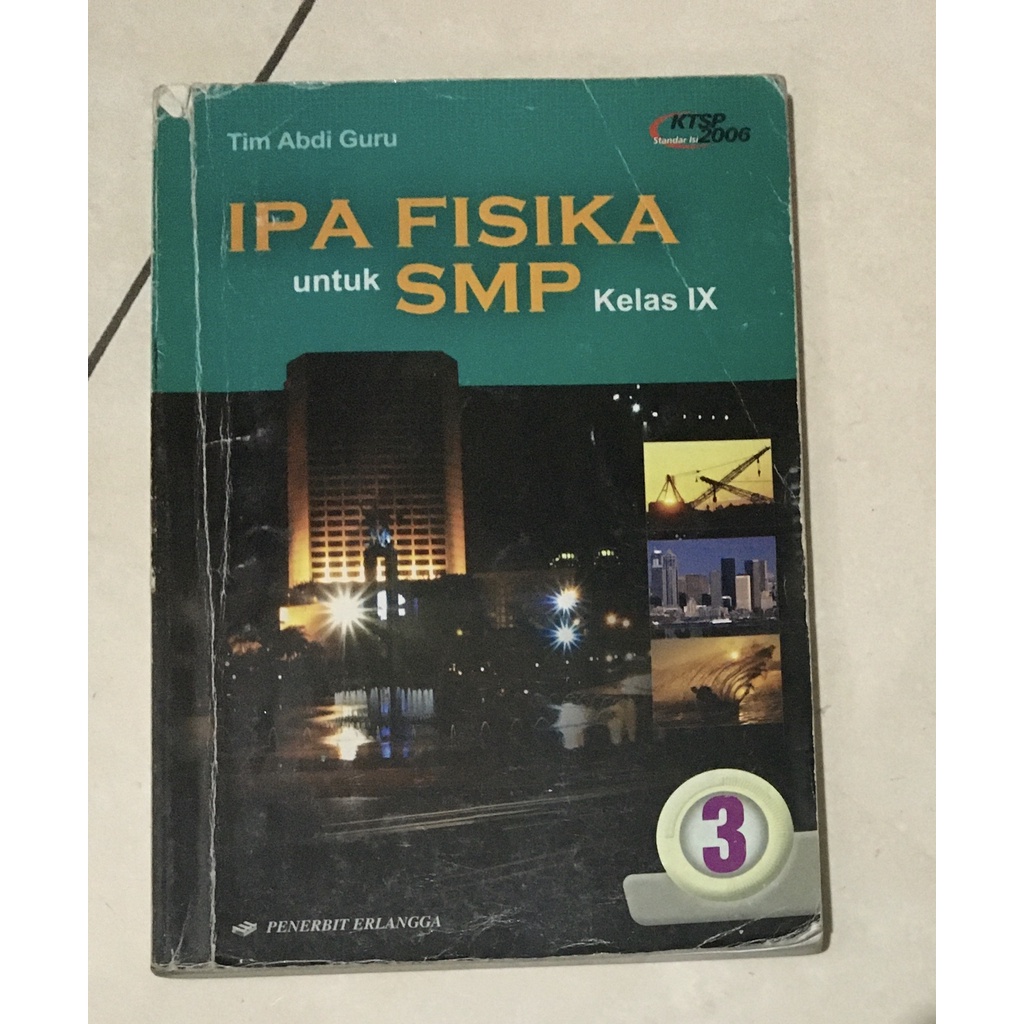 Tim Abdi Guru
KTSP
Standar Isi 2006
IPA FISIKA
untuk SMP Kelas IX
3
PENERBIT ERLANGGA